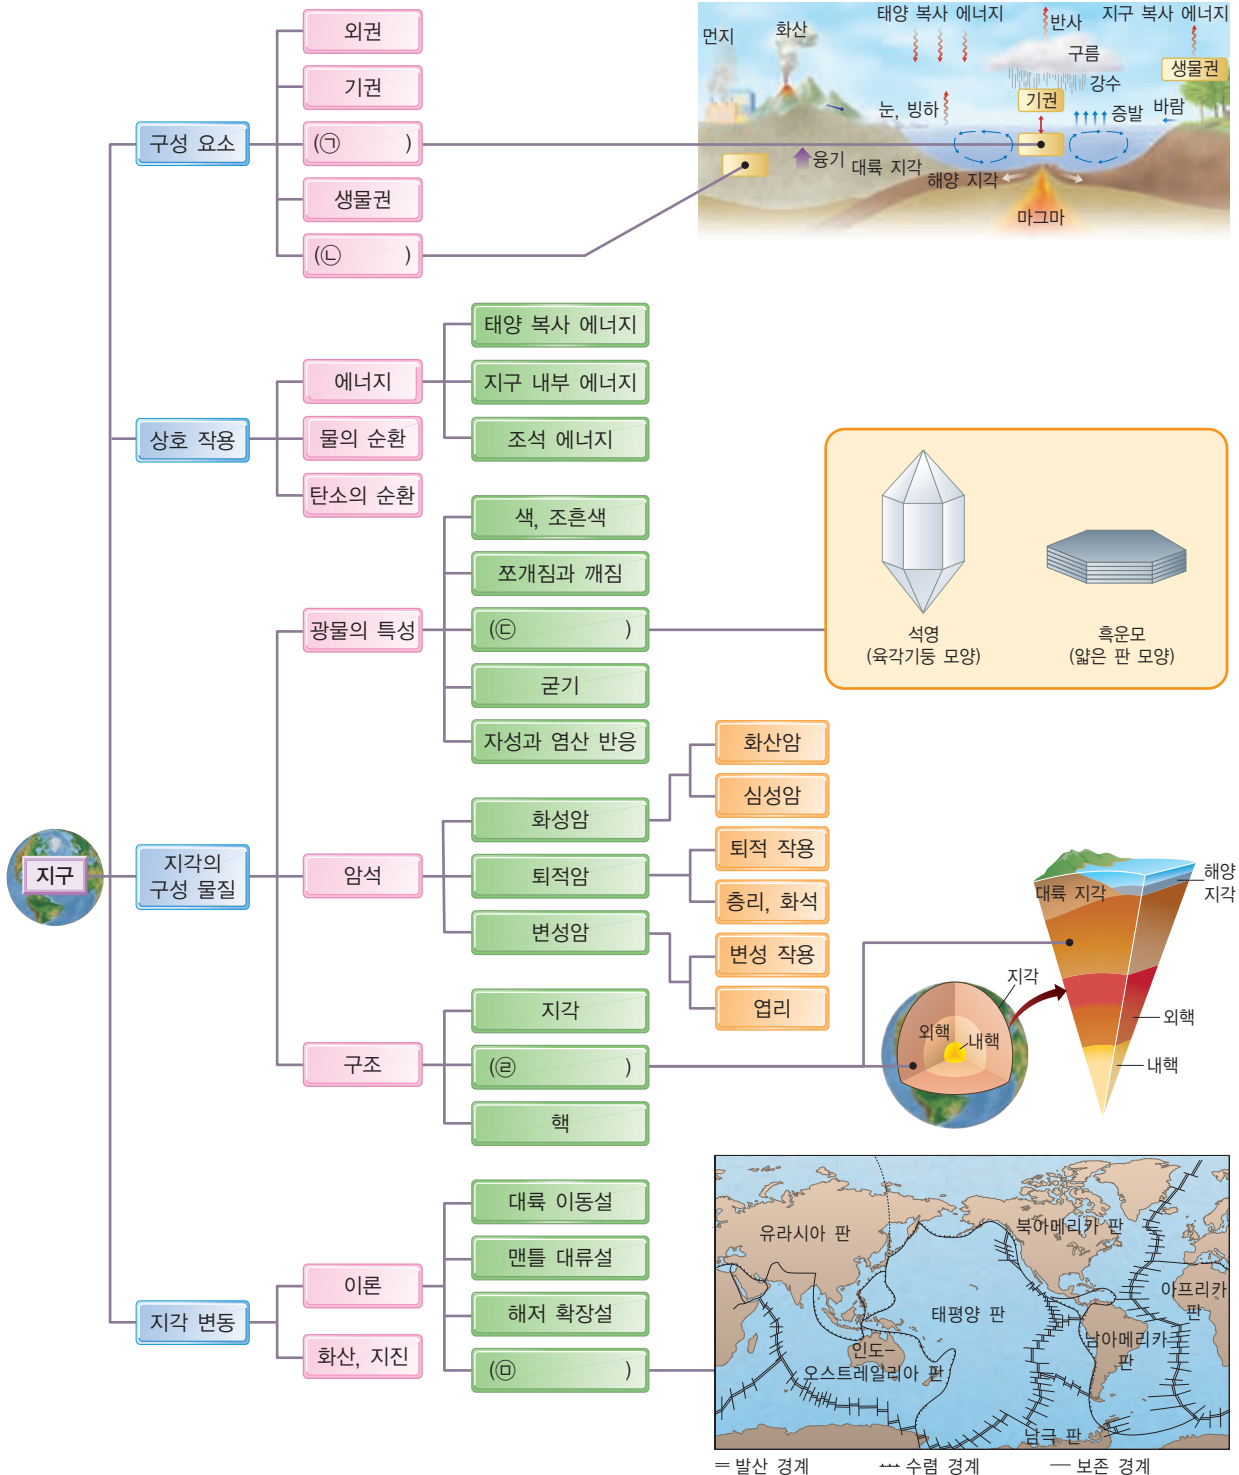 외권
기권
구성 요소
(㉠ )
생물권
(㉡ )
먼지
화산
태양 복사 에너지
반사
지구 복사 에너지
구름
생물권
강수
기권
눈, 빙하
증발
바람
융기
대륙 지각
해양 지각
마그마
태양 복사 에너지
에너지
지구 내부 에너지
상호 작용
물의 순환
조석 에너지
탄소의 순환
색, 조흔색
쪼개짐과 깨짐
광물의 특성
(㉢ )
굳기
자성과 염산 반응
석영
(육각기둥 모양)
흑운모
(얇은 판 모양)
화산암
심성암
화성암
지구
지각의
구성 물질
암석
퇴적암
퇴적 작용
층리, 화석
변성암
변성 작용
엽리
지각
구조
(㉣ )
핵
대륙 지각
해양
지각
지각
외핵
내핵
외핵
내핵
대륙 이동설
맨틀 대류설
이론
지각 변동
해저 확장설
화산, 지진
(㉤ )
유라시아 판
북아메리카 판
아프리카
판
태평양 판
인도-
오스트레일리아 판
남아메리카
판
남극 판
발산 경계
수렴 경계
보존 경계